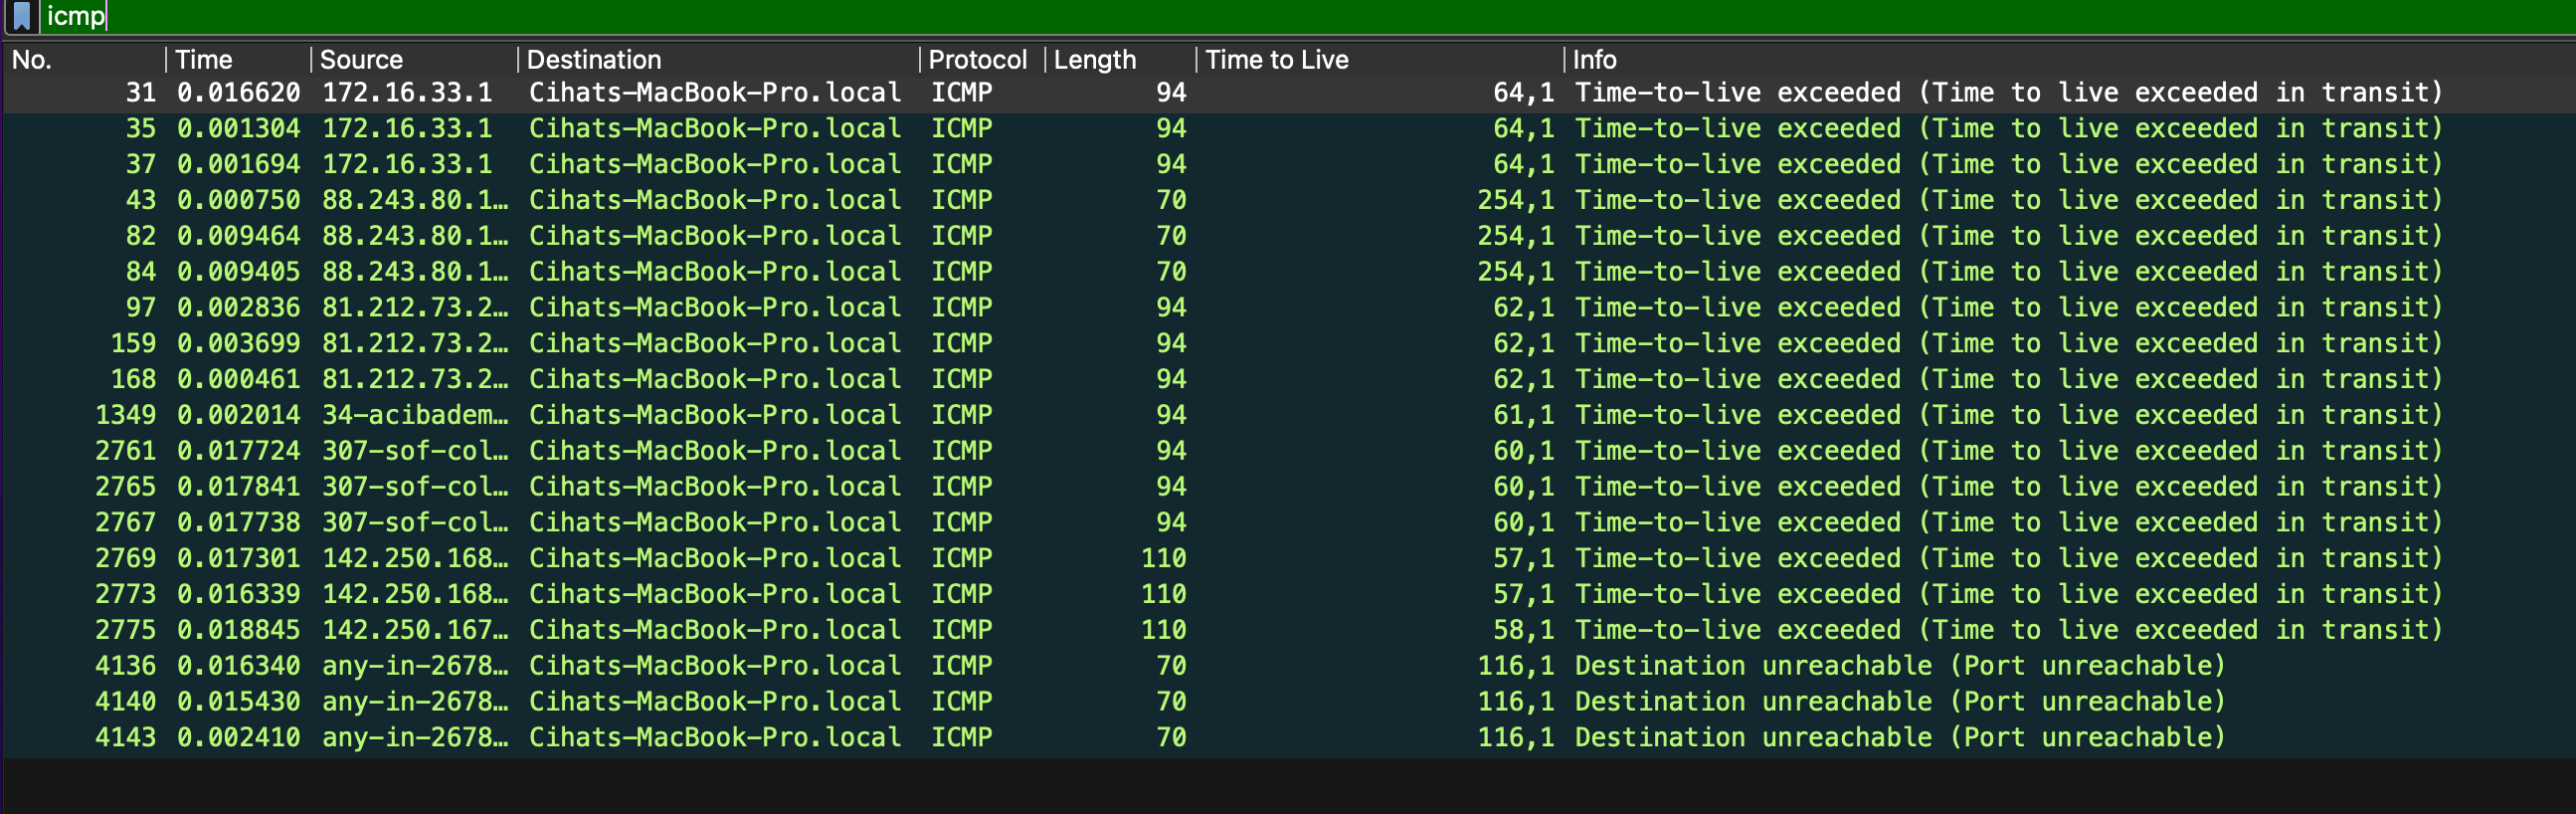 icmp
No. Time Source Destination Protocol Length Time to Live Info
31 0.016620 172.16.33.1 Cihats-MacBook-Pro.local ICMP 94 64,1 Time-to-live exceeded (Time to live exceeded in transit)
35 0.001304 172.16.33.1 Cihats-MacBook-Pro.local ICMP 94 64,1 Time-to-live exceeded (Time to live exceeded in transit)
37 0.001694 172.16.33.1 Cihats-MacBook-Pro.local ICMP 94 64,1 Time-to-live exceeded (Time to live exceeded in transit)
43 0.000750 88.243.80.1… Cihats-MacBook-Pro.local ICMP 70 254,1 Time-to-live exceeded (Time to live exceeded in transit)
82 0.009464 88.243.80.1… Cihats-MacBook-Pro.local ICMP 70 254,1 Time-to-live exceeded (Time to live exceeded in transit)
84 0.009405 88.243.80.1… Cihats-MacBook-Pro.local ICMP 70 254,1 Time-to-live exceeded (Time to live exceeded in transit)
97 0.002836 81.212.73.2… Cihats-MacBook-Pro.local ICMP 94 62,1 Time-to-live exceeded (Time to live exceeded in transit)
159 0.003699 81.212.73.2… Cihats-MacBook-Pro.local ICMP 94 62,1 Time-to-live exceeded (Time to live exceeded in transit)
168 0.000461 81.212.73.2… Cihats-MacBook-Pro.local ICMP 94 62,1 Time-to-live exceeded (Time to live exceeded in transit)
1349 0.002014 34-acibadem… Cihats-MacBook-Pro.local ICMP 94 61,1 Time-to-live exceeded (Time to live exceeded in transit)
2761 0.017724 307-sof-col… Cihats-MacBook-Pro.local ICMP 94 60,1 Time-to-live exceeded (Time to live exceeded in transit)
2765 0.017841 307-sof-col… Cihats-MacBook-Pro.local ICMP 94 60,1 Time-to-live exceeded (Time to live exceeded in transit)
2767 0.017738 307-sof-col… Cihats-MacBook-Pro.local ICMP 94 60,1 Time-to-live exceeded (Time to live exceeded in transit)
2769 0.017301 142.250.168… Cihats-MacBook-Pro.local ICMP 110 57,1 Time-to-live exceeded (Time to live exceeded in transit)
2773 0.016339 142.250.168… Cihats-MacBook-Pro.local ICMP 110 57,1 Time-to-live exceeded (Time to live exceeded in transit)
2775 0.018845 142.250.167… Cihats-MacBook-Pro.local ICMP 110 58,1 Time-to-live exceeded (Time to live exceeded in transit)
4136 0.016340 any-in-2678… Cihats-MacBook-Pro.local ICMP 70 116,1 Destination unreachable (Port unreachable)
4140 0.015430 any-in-2678… Cihats-MacBook-Pro.local ICMP 70 116,1 Destination unreachable (Port unreachable)
4143 0.002410 any-in-2678… Cihats-MacBook-Pro.local ICMP 70 116,1 Destination unreachable (Port unreachable)